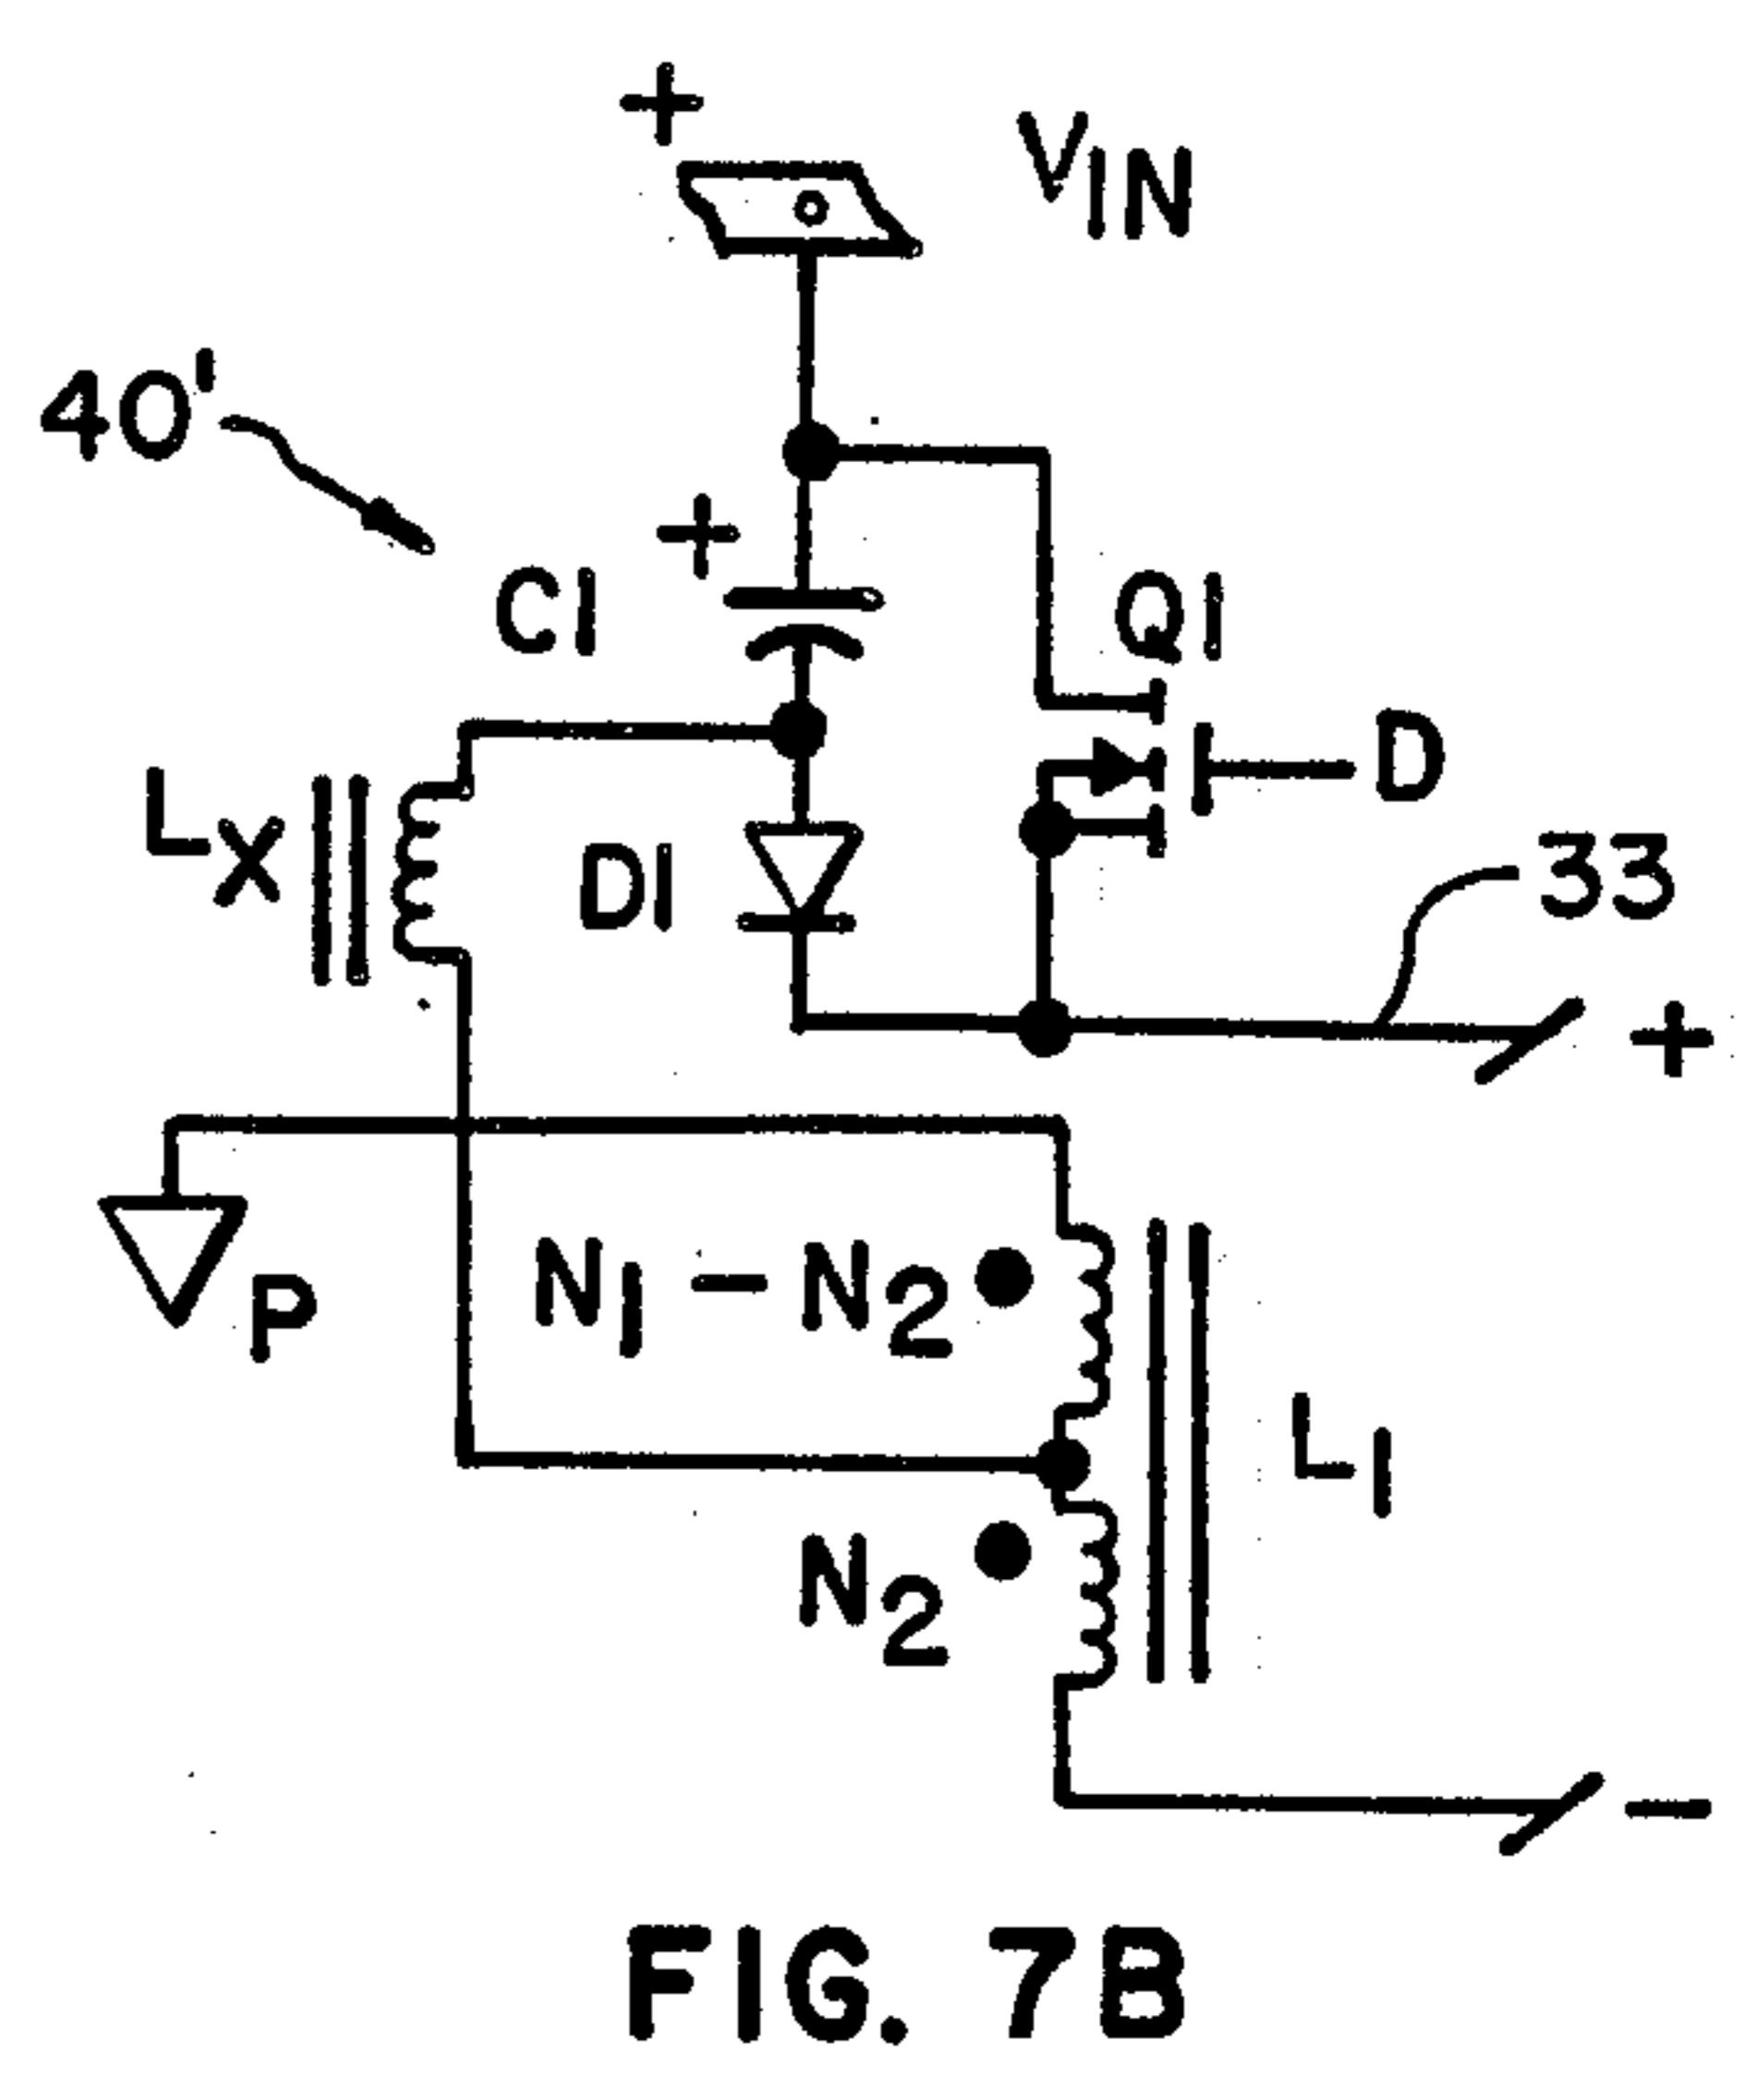 +
VIN
40'
+
C1
Q1
D
LX
D1
33
+
P
N1-N2
L1
N2
-
FIG. 7B